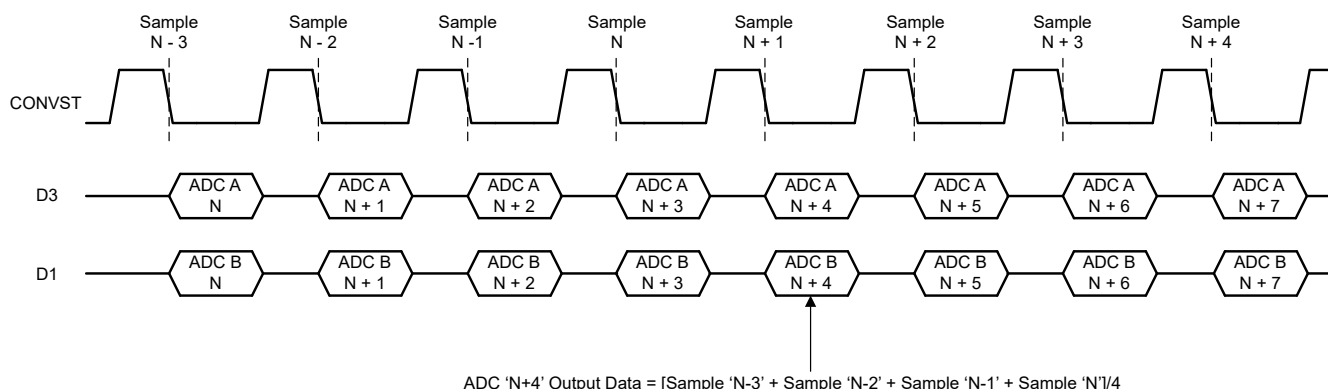 Sample Sample Sample Sample Sample Sample Sample Sample
N - 3 N - 2 N -1 N N + 1 N + 2 N + 3 N + 4
CONVST
ADC A ADC A ADC A ADC A ADC A ADC A ADC A ADC A
D3
N N + 1 N + 2 N + 3 N + 4 N + 5 N + 6 N + 7
ADC B ADC B ADC B ADC B ADC B ADC B ADC B ADC B
D1
N N + 1 N + 2 N + 3 N + 4 N + 5 N + 6 N + 7
ADC ‘N+4’ Output Data = [Sample ‘N-3’ + Sample ‘N-2’ + Sample ‘N-1’ + Sample ‘N’]/4